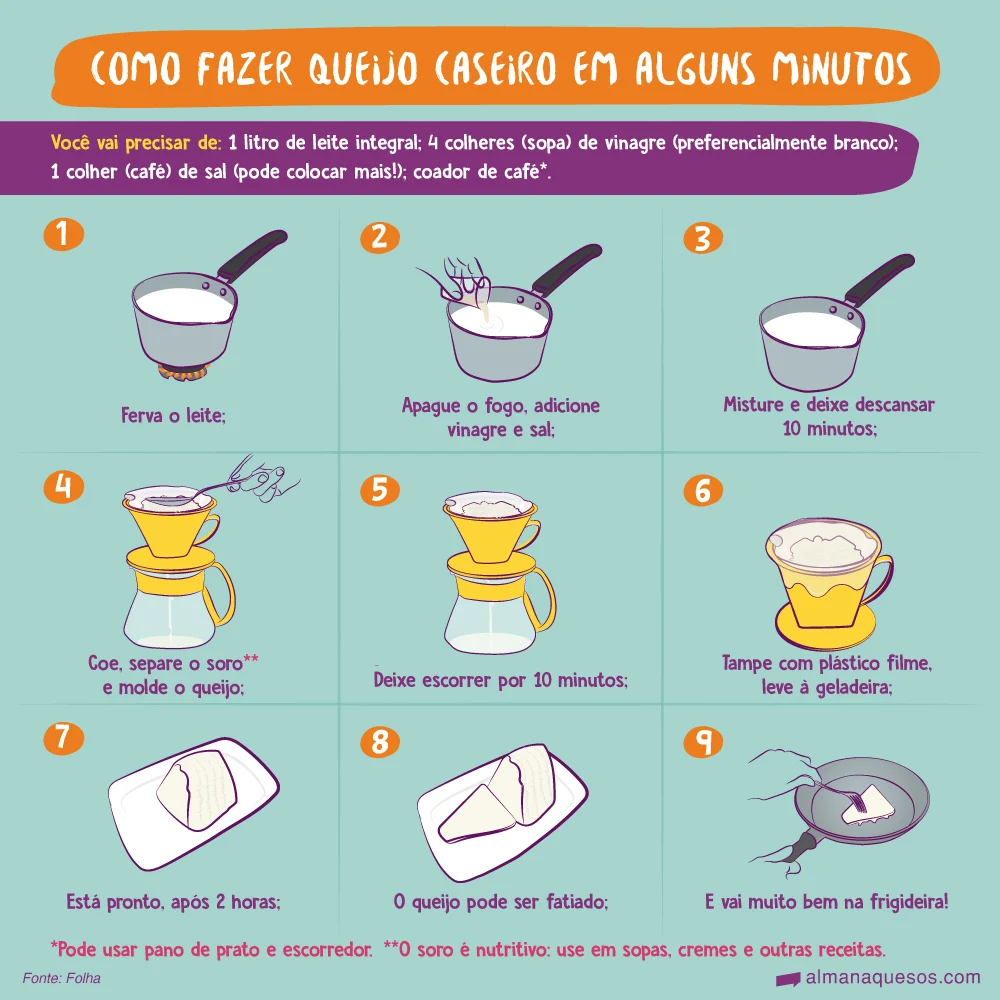 COMO FAZER QUEIJO CASEIRO EM ALGUNS MINUTOS
Você vai precisar de: 1 litro de leite integral; 4 colheres (sopa) de vinagre (preferencialmente branco);
1 colher (café) de sal (pode colocar mais!); coador de café*.
1
Ferva o leite;
2
Apague o fogo, adicione
vinagre e sal;
3
Misture e deixe descansar
10 minutos;
4
Coe, separe o soro**
e molde o queijo;
5
Deixe escorrer por 10 minutos;
6
Tampe com plástico filme,
leve à geladeira;
7
Está pronto, após 2 horas;
8
O queijo pode ser fatiado;
9
E vai muito bem na frigideira!
*Pode usar pano de prato e escorredor. **O soro é nutritivo: use em sopas, cremes e outras receitas.
Fonte: Folha
almanaquesos.com